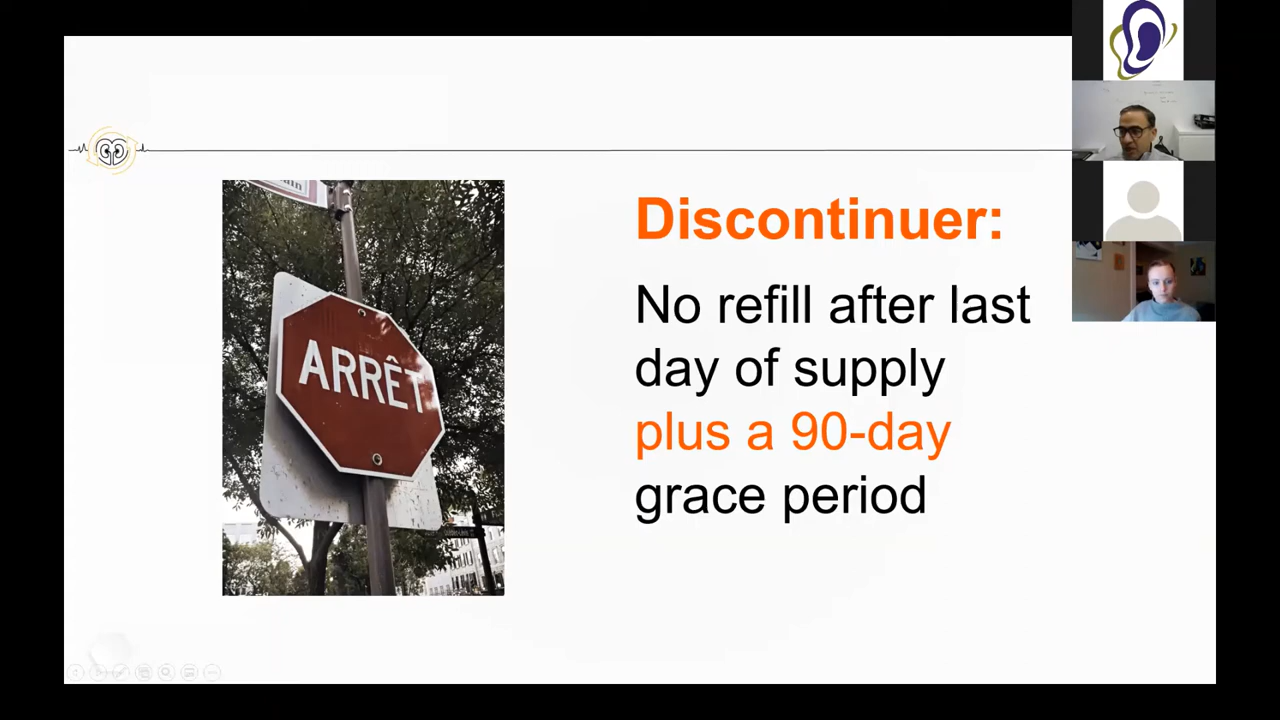 ARRÊT
Discontinuer:
No refill after last
day of supply
plus a 90-day
grace period